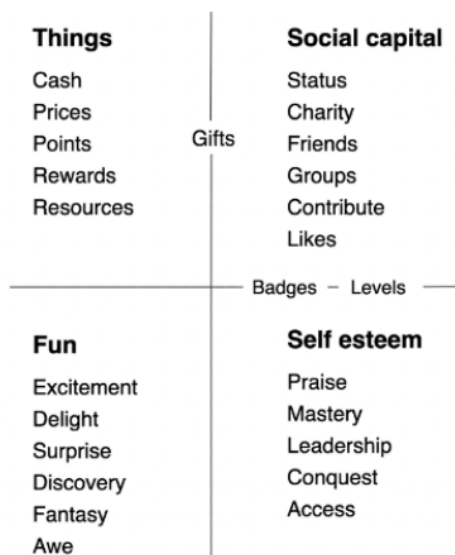 Things
Cash
Prices
Points
Rewards
Resources
Gifts
Social capital
Status
Charity
Friends
Groups
Contribute
Likes
Badges – Levels
Fun
Excitement
Delight
Surprise
Discovery
Fantasy
Awe
Self esteem
Praise
Mastery
Leadership
Conquest
Access